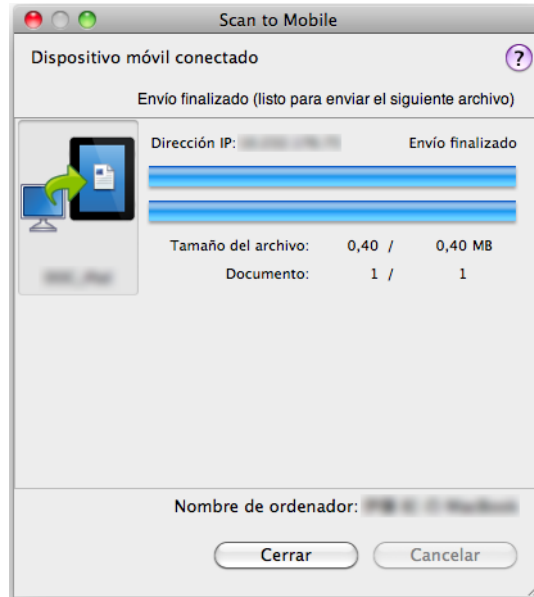 Scan to Mobile
Dispositivo móvil conectado
?
Envío finalizado (listo para enviar el siguiente archivo)
Dirección IP: Envío finalizado
Tamaño del archivo: 0,40 / 0,40 MB
Documento: 1 / 1
Nombre de ordenador:
Cerrar Cancelar